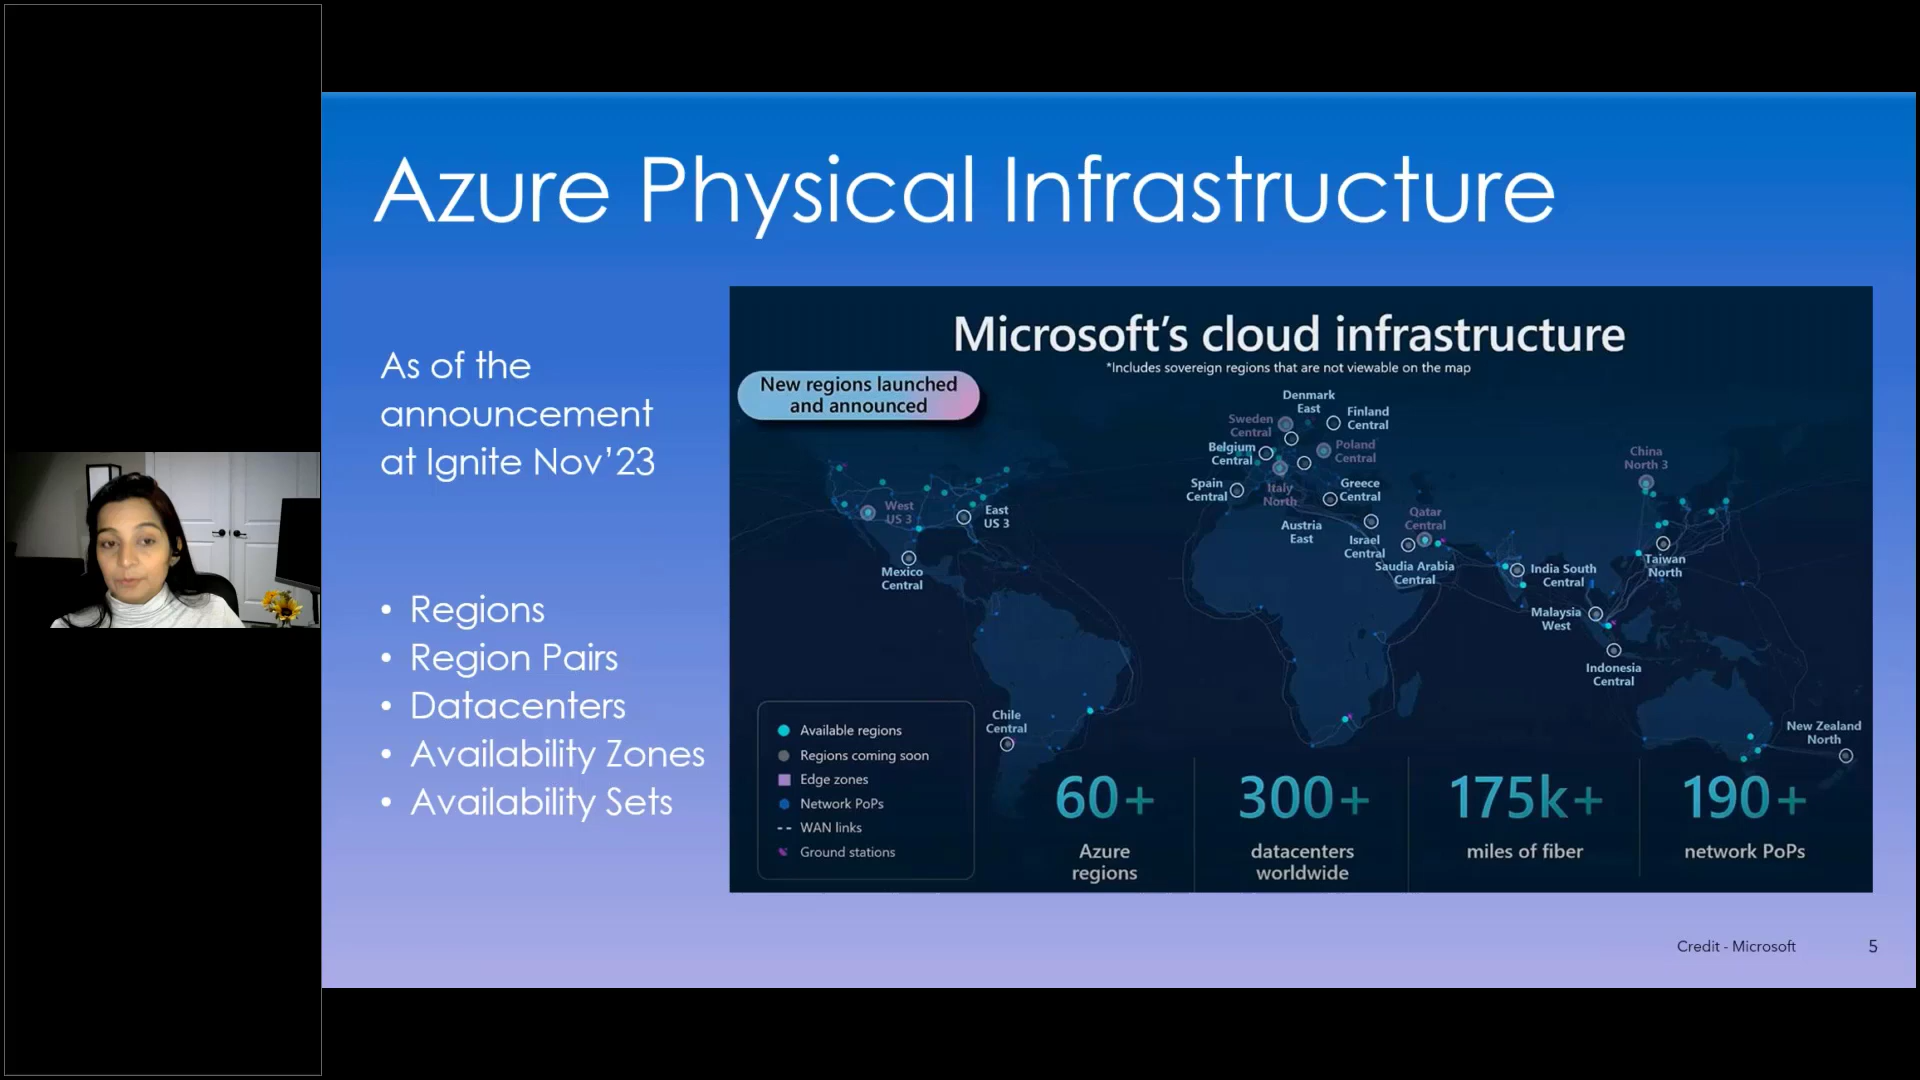 Azure Physical Infrastructure
As of the
announcement
at Ignite Nov’23
• Regions
• Region Pairs
• Datacenters
• Availability Zones
• Availability Sets
Microsoft’s cloud infrastructure
*Includes sovereign regions that are not viewable on the map
New regions launched
and announced
Denmark
East
Finland
Central
Sweden
Central
Belgium
Central
Poland
Central
Spain
Central
Italy
North
Greece
Central
Austria
East
Israel
Central
Qatar
Central
Saudia Arabia
Central
China
North 3
West
US 3
East
US 3
Mexico
Central
India South
Central
Taiwan
North
Malaysia
West
Indonesia
Central
Chile
Central
New Zealand
North
Available regions
Regions coming soon
Edge zones
Network PoPs
WAN links
Ground stations
60+
Azure
regions
300+
datacenters
worldwide
175k+
miles of fiber
190+
network PoPs
Credit - Microsoft
5